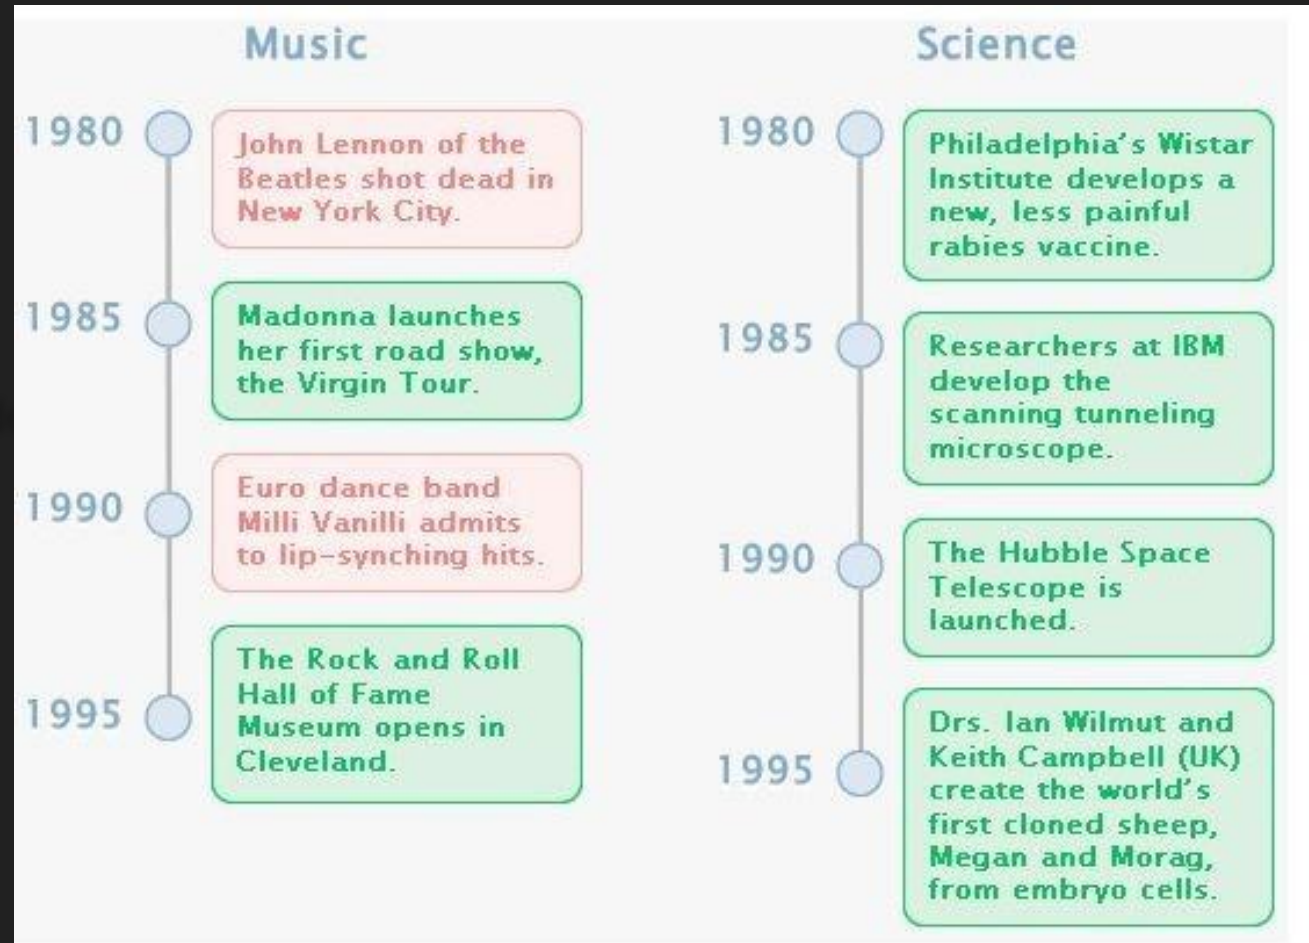 Music
1980
John Lennon of the
Beatles shot dead in
New York City.
1985
Madonna launches
her first road show,
the Virgin Tour.
1990
Euro dance band
Milli Vanilli admits
to lip-synching hits.
1995
The Rock and Roll
Hall of Fame
Museum opens in
Cleveland.
Science
1980
Philadelphia's Wistar
Institute develops a
new, less painful
rabies vaccine.
1985
Researchers at IBM
develop the
scanning tunneling
microscope.
1990
The Hubble Space
Telescope is
launched.
1995
Drs. Ian Wilmut and
Keith Campbell (UK)
create the world's
first cloned sheep,
Megan and Morag,
from embryo cells.